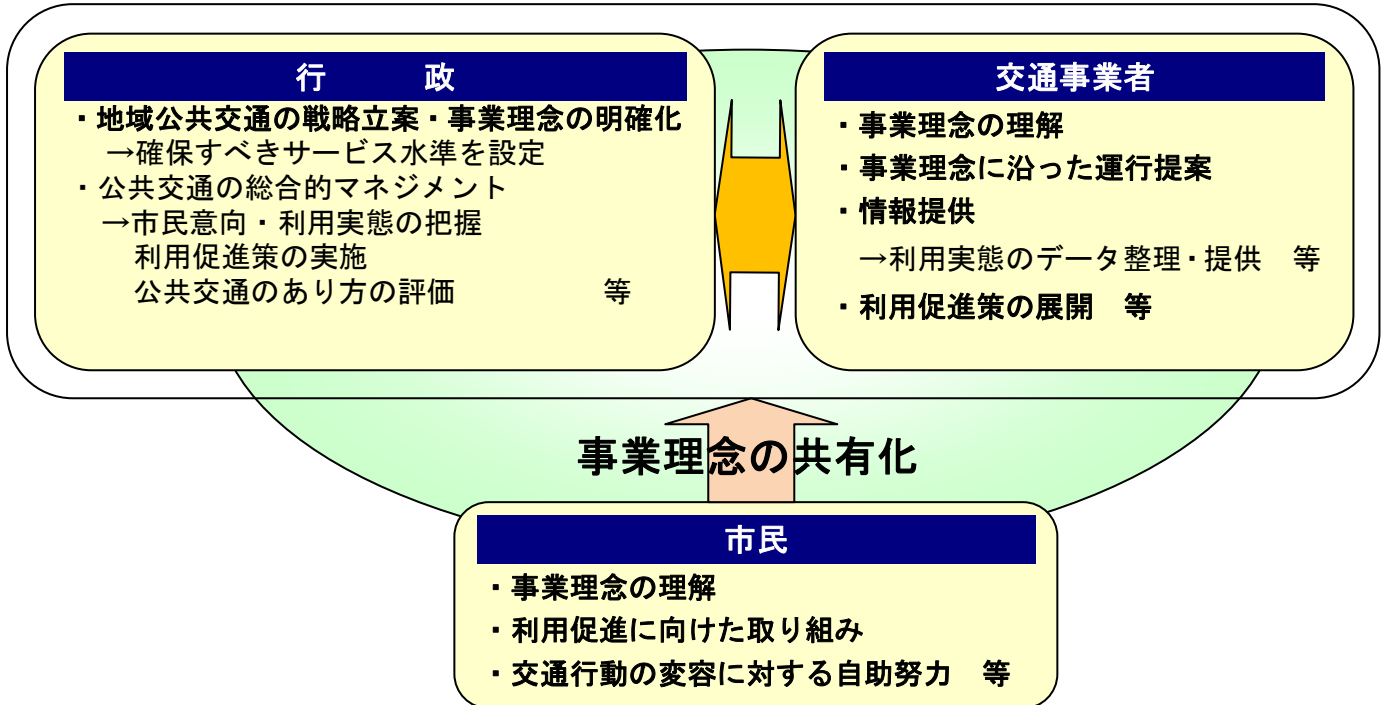 行　政
・地域公共交通の戦略立案・事業理念の明確化
→確保すべきサービス水準を設定
・公共交通の総合的マネジメント
→市民意向・利用実態の把握
利用促進策の実施
公共交通のあり方の評価　等
交通事業者
・事業理念の理解
・事業理念に沿った運行提案
・情報提供
→利用実態のデータ整理・提供　等
・利用促進策の展開　等
事業理念の共有化
市民
・事業理念の理解
・利用促進に向けた取り組み
・交通行動の変容に対する自助努力　等